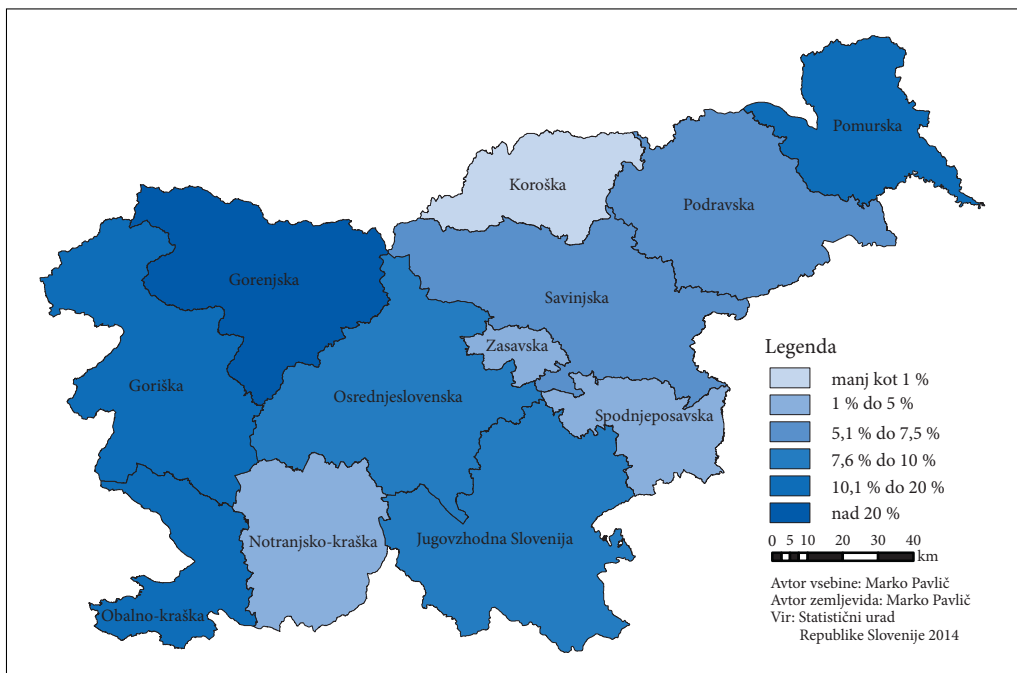 Pomurska
Koroška
Podravska
Gorenjska
Savinjska
Zasavska
Goriška
Osrednjeslovenska
Spodnjeposavska
Notranjsko-kraška
Jugovzhodna Slovenija
Obalno-kraška
Legenda
manj kot 1 %
1 % do 5 %
5,1 % do 7,5 %
7,6 % do 10 %
10,1 % do 20 %
nad 20 %
0 5 10 20 30 40
km
Avtor vsebine: Marko Pavlič
Avtor zemljevida: Marko Pavlič
Vir: Statistični urad
Republike Slovenije 2014